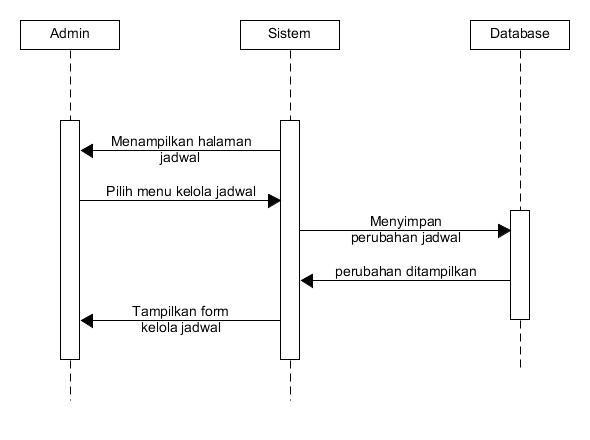 Admin
Sistem
Database
Menampilkan halaman
jadwal
Pilih menu kelola jadwal
Menyimpan
perubahan jadwal
perubahan ditampilkan
Tampilkan form
kelola jadwal